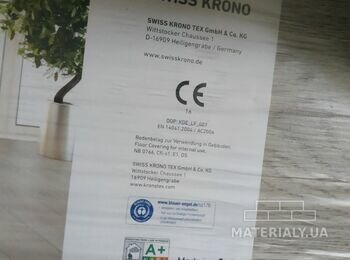 SWISS KRONO
SWISS KRONO TEX GmbH & Co. KG
Wittstocker Chaussee 1
D-16909 Heiligengrabe / Germany
www.swisskrono.de
CE
16
DOP: KDE_LF_G07
EN 14041:2004 / AC2006
Bodenbelag zur Verwendung in Gebäuden.
Floor Covering for internal use.
NB 0766, Cfl-s1, E1, DS
SWISS KRONO TEX GmbH & Co. KG
Wittstocker Chaussee 1
16909 Heiligengrabe
www.kronotex.com
www.blauer-engel.de/uz176
A+
MATERIALY.UA